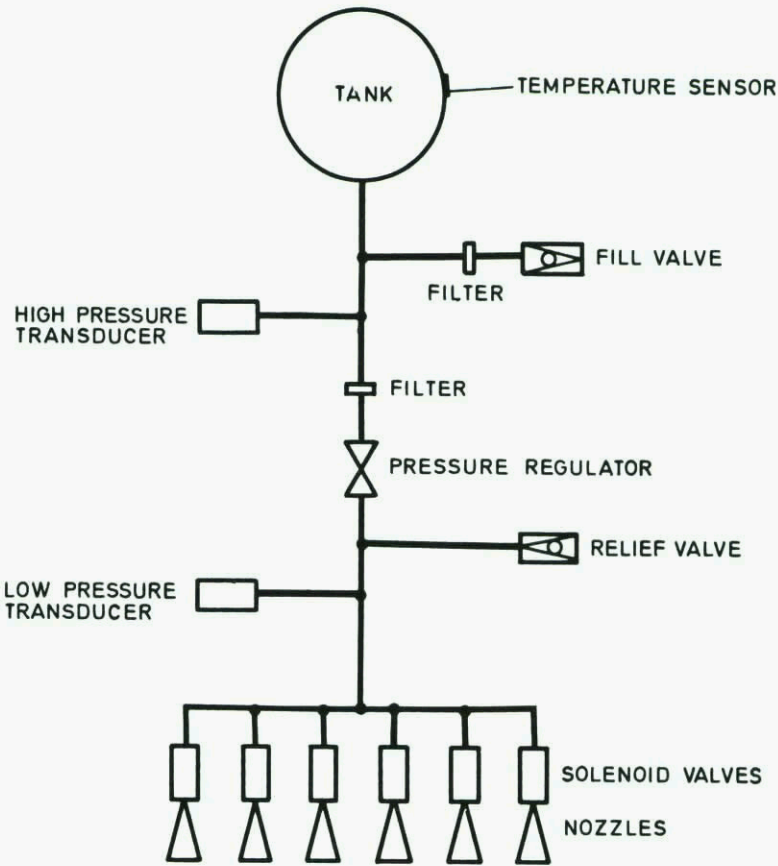 TANK
TEMPERATURE SENSOR
FILL VALVE
FILTER
HIGH PRESSURE
TRANSDUCER
FILTER
PRESSURE REGULATOR
RELIEF VALVE
LOW PRESSURE
TRANSDUCER
SOLENOID VALVES
NOZZLES